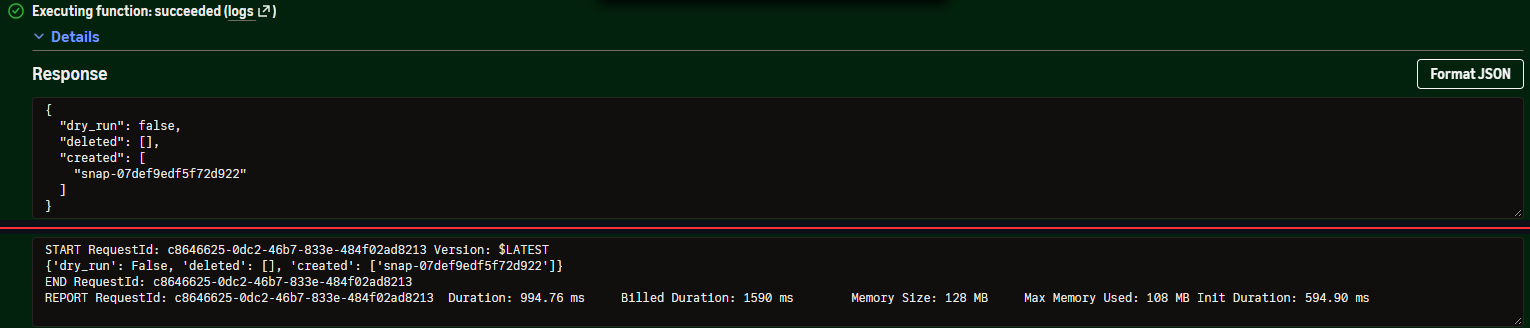 Executing function: succeeded (logs)
Details
Response
Format JSON
{
  "dry_run": false,
  "deleted": [],
  "created": [
    "snap-07def9edf5f72d922"
  ]
}
START RequestId: c8646625-0dc2-46b7-833e-484f02ad8213 Version: $LATEST
{'dry_run': False, 'deleted': [], 'created': ['snap-07def9edf5f72d922']}
END RequestId: c8646625-0dc2-46b7-833e-484f02ad8213
REPORT RequestId: c8646625-0dc2-46b7-833e-484f02ad8213  Duration: 994.76 ms     Billed Duration: 1590 ms        Memory Size: 128 MB     Max Memory Used: 108 MB Init Duration: 594.90 ms